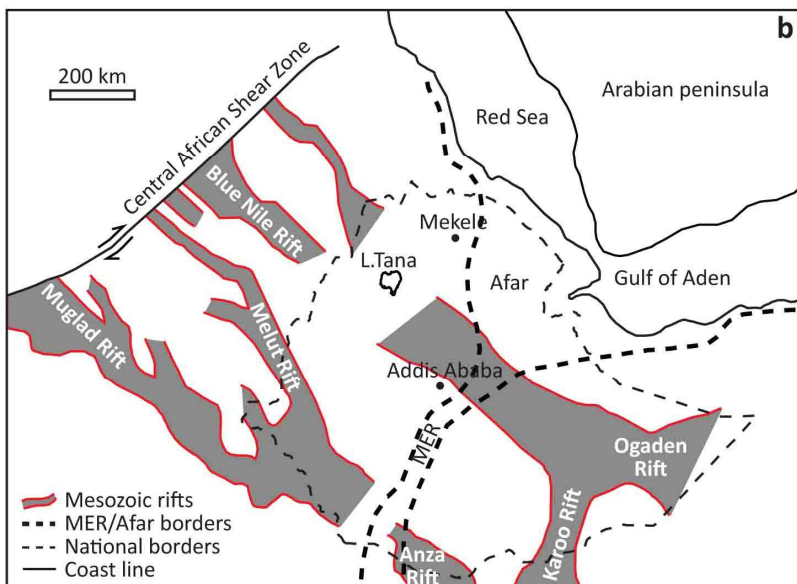 b
200 km
Central African Shear Zone
Arabian peninsula
Red Sea
Blue Nile Rift
Mekele
L.Tana
Afar
Gulf of Aden
Muglad Rift
Melut Rift
Addis Ababa
MER
Ogaden
Rift
Karoo Rift
Anza
Rift
Mesozoic rifts
MER/Afar borders
National borders
Coast line